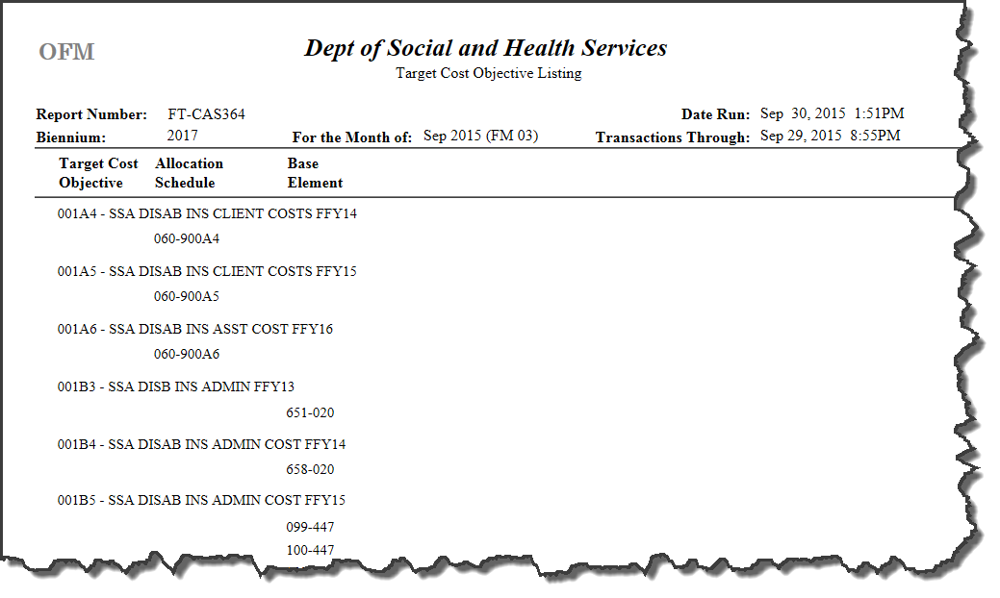 OFM
Dept of Social and Health Services
Target Cost Objective Listing
Report Number: FT-CAS364 Date Run: Sep 30, 2015 1:51PM
Biennium: 2017 For the Month of: Sep 2015 (FM 03) Transactions Through: Sep 29, 2015 8:55PM
Target Cost Allocation Base
Objective Schedule Element
001A4 - SSA DISAB INS CLIENT COSTS FFY14
060-900A4
001A5 - SSA DISAB INS CLIENT COSTS FFY15
060-900A5
001A6 - SSA DISAB INS ASST COST FFY16
060-900A6
001B3 - SSA DISB INS ADMIN FFY13
651-020
001B4 - SSA DISAB INS ADMIN COST FFY14
658-020
001B5 - SSA DISAB INS ADMIN COST FFY15
099-447
100-447